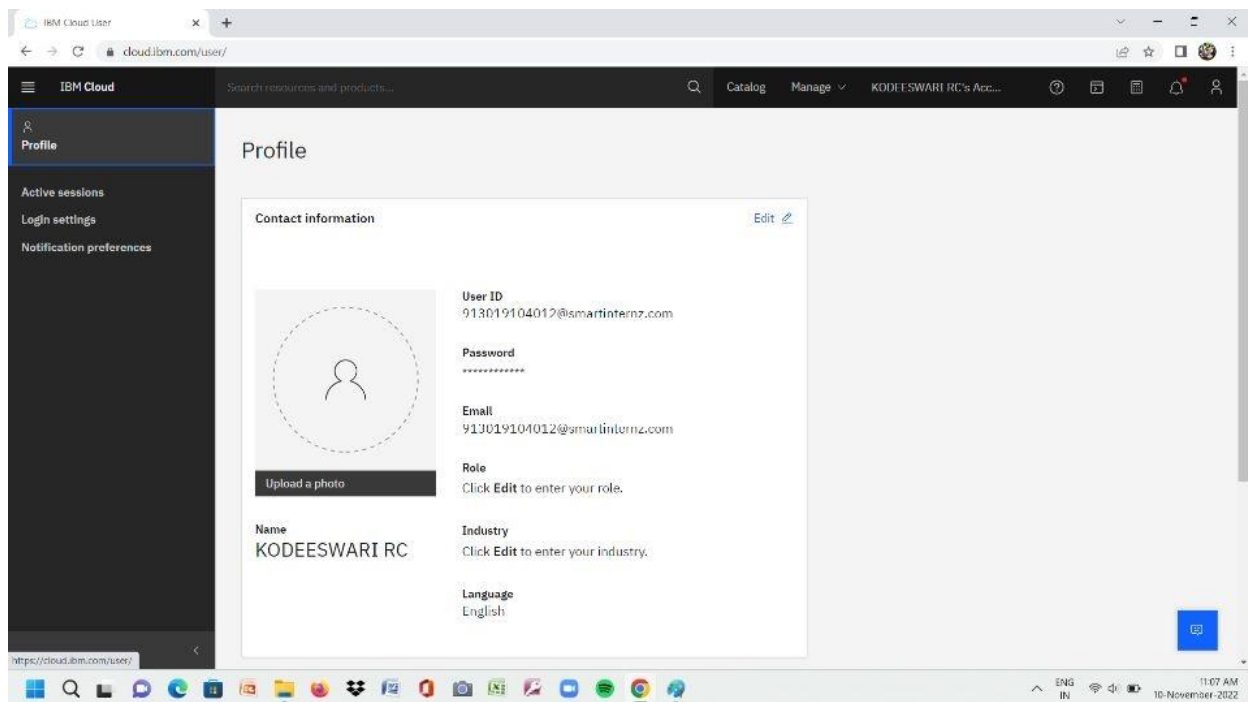 IBM Cloud User
cloud.ibm.com/user/
IBM Cloud
Search resources and products...
Catalog
Manage
KODEESWARI RC's Acc...
Profile
Active sessions
Login settings
Notification preferences
Profile
Contact information
Edit
Upload a photo
Name
KODEESWARI RC
User ID
913019104012@smartinternz.com
Password
************
Email
913019104012@smartinternz.com
Role
Click Edit to enter your role.
Industry
Click Edit to enter your industry.
Language
English
https://cloud.ibm.com/user/
ENG
IN
11:07 AM
10-November-2022